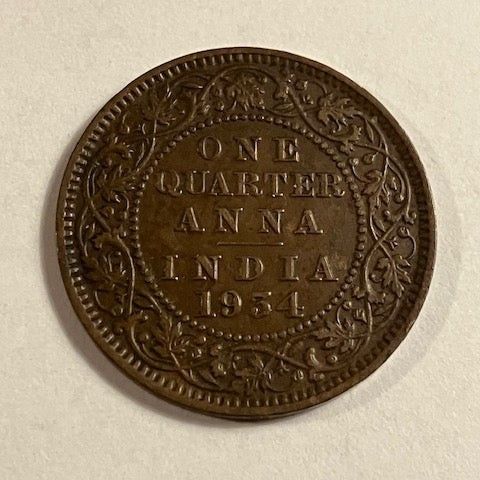 ONE
QUARTER
ANNA
INDIA
1934